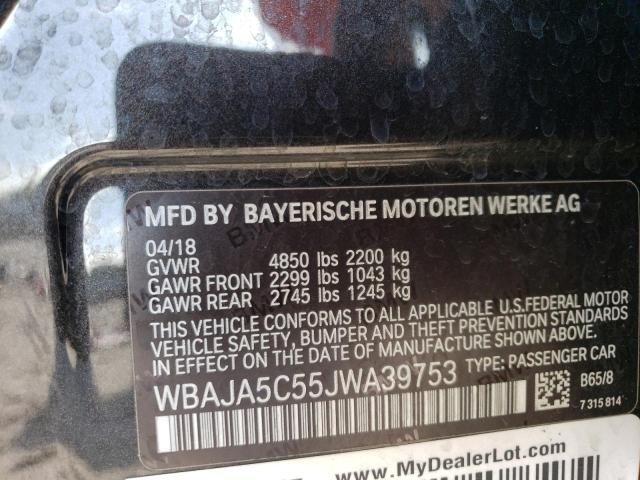 MFD BY BAYERISCHE MOTOREN WERKE AG
04/18
GVWR 4850 lbs 2200 kg
GAWR FRONT 2299 lbs 1043 kg
GAWR REAR 2745 lbs 1245 kg
THIS VEHICLE CONFORMS TO ALL APPLICABLE U.S.FEDERAL MOTOR
VEHICLE SAFETY, BUMPER AND THEFT PREVENTION STANDARDS
IN EFFECT ON THE DATE OF MANUFACTURE SHOWN ABOVE.
WBAJA5C55JWA39753 TYPE: PASSENGER CAR
B65/8
7 315 814
www.MyDealerLot.com